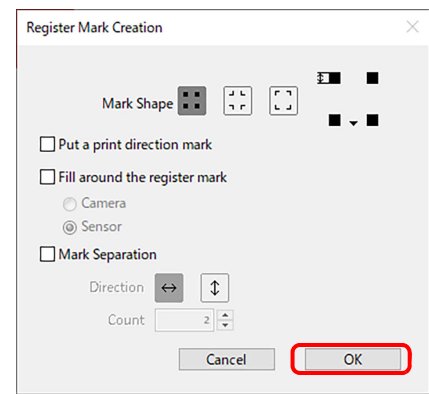 Register Mark Creation
Mark Shape
Put a print direction mark
Fill around the register mark
Camera
Sensor
Mark Separation
Direction
Count 2
Cancel OK